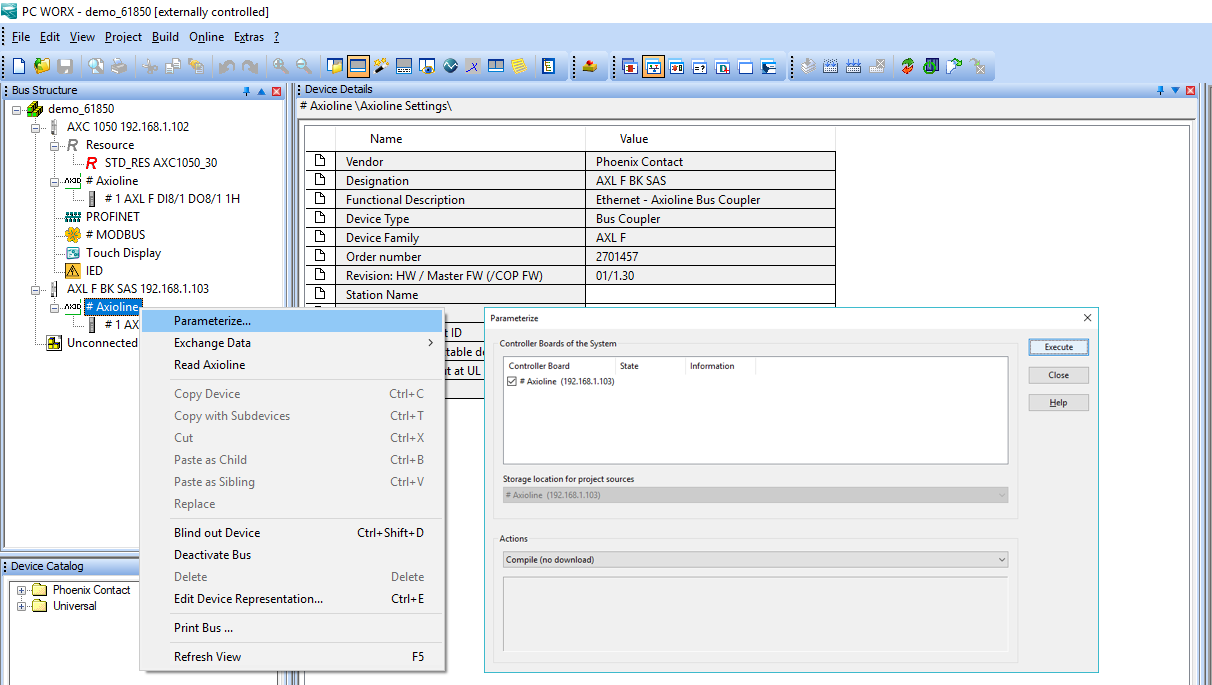 PC WORX - demo_61850 [externally controlled]
File Edit View Project Build Online Extras ?
Bus Structure
demo_61850
AXC 1050 192.168.1.102
Resource
STD_RES AXC1050_30
# Axioline
# 1 AXL F DI8/1 DO8/1 1H
PROFINET
# MODBUS
Touch Display
IED
AXL F BK SAS 192.168.1.103
# Axioline
# 1 AX
Unconnected
Device Catalog
Phoenix Contact
Universal
Device Details
# Axioline \Axioline Settings\
Name Value
Vendor Phoenix Contact
Designation AXL F BK SAS
Functional Description Ethernet - Axioline Bus Coupler
Device Type Bus Coupler
Device Family AXL F
Order number 2701457
Revision: HW / Master FW (/COP FW) 01/1.30
Station Name
t ID
table de
ut at UL
Parameterize...
Exchange Data
Read Axioline
Copy Device Ctrl+C
Copy with Subdevices Ctrl+T
Cut Ctrl+X
Paste as Child Ctrl+B
Paste as Sibling Ctrl+V
Replace
Blind out Device Ctrl+Shift+D
Deactivate Bus
Delete Delete
Edit Device Representation... Ctrl+E
Print Bus ...
Refresh View F5
Parameterize
Controller Boards of the System
Controller Board State Information
# Axioline (192.168.1.103)
Storage location for project sources
# Axioline (192.168.1.103)
Actions
Compile (no download)
Execute
Close
Help